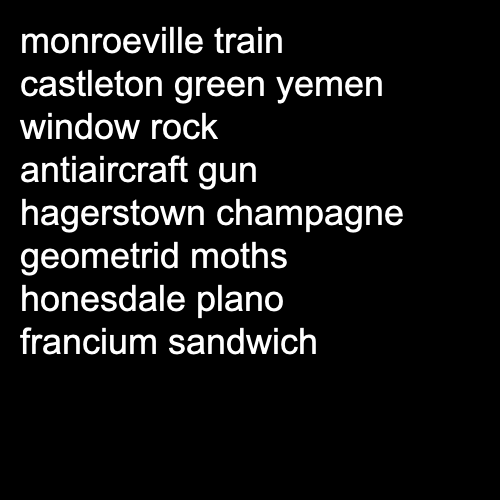 monroeville train
castleton green yemen
window rock
antiaircraft gun
hagerstown champagne
geometrid moths
honesdale plano
francium sandwich